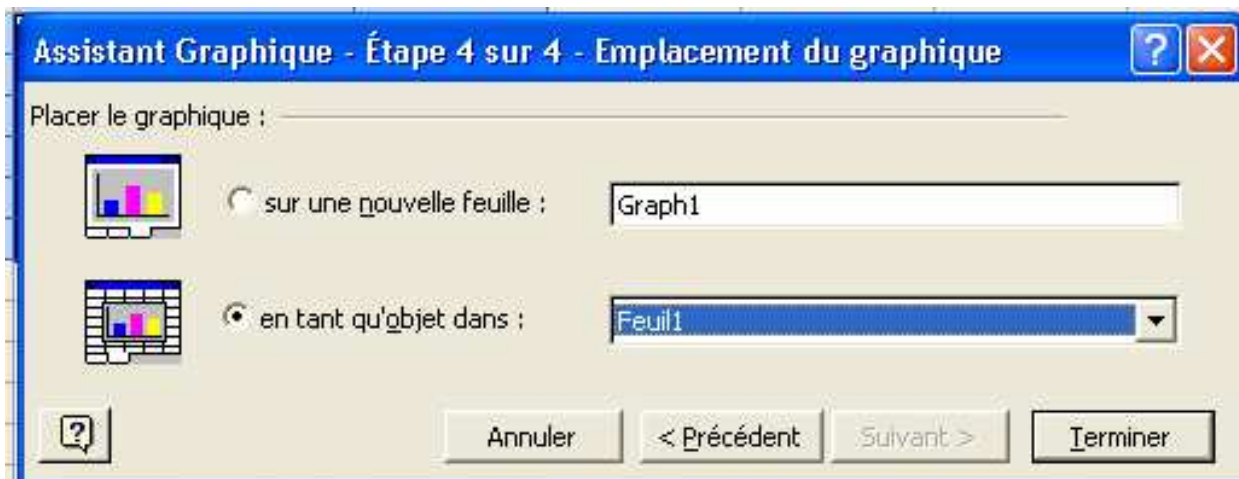 Assistant Graphique - Étape 4 sur 4 - Emplacement du graphique
Placer le graphique :
sur une nouvelle feuille : Graph1
en tant qu'objet dans : Feuil1
Annuler < Précédent Suivant > Terminer